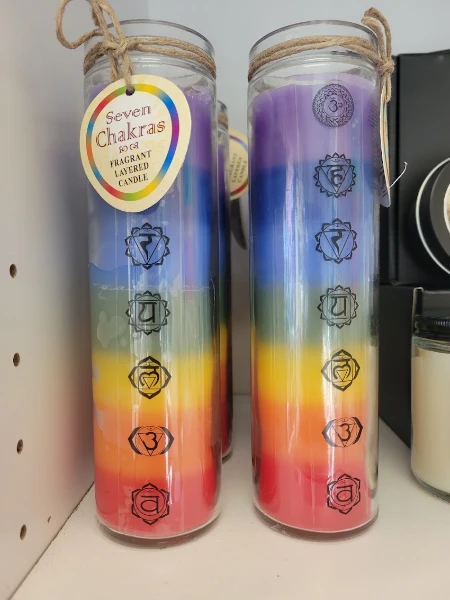 Seven
Chakras
FRAGRANT
LAYERED
CANDLE
र
य
लं
उ
व
ॐ
ह
र
य
लं
उ
व